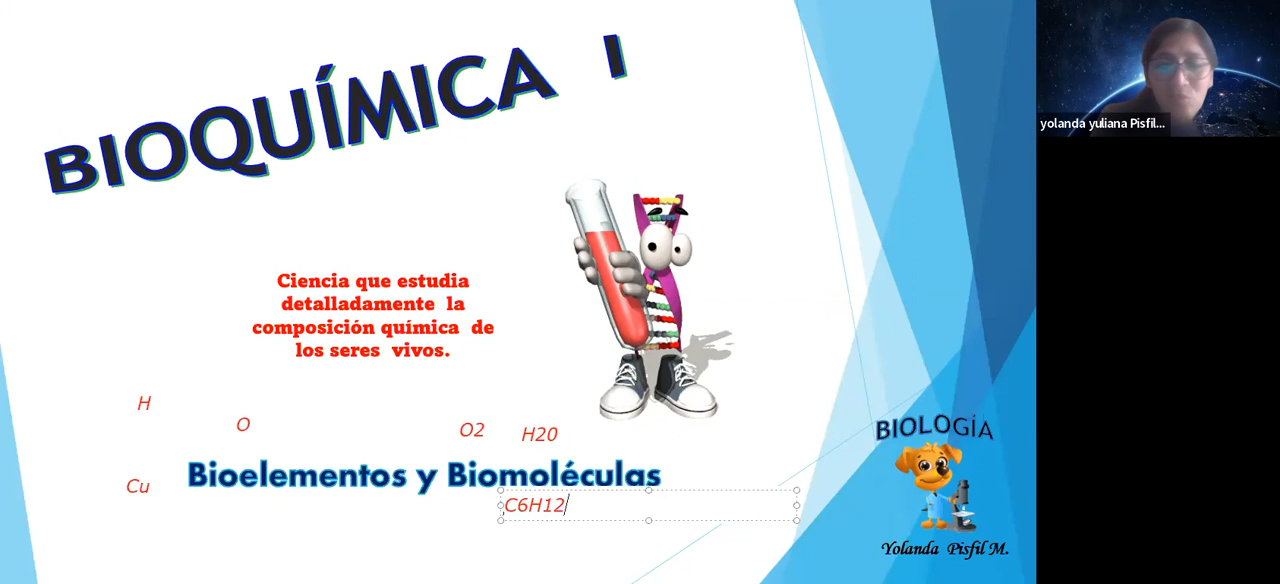 BIOQUÍMICA I
yolanda yuliana Pisfil...
Ciencia que estudia
detalladamente la
composición química de
los seres vivos.
H
O
O2
H20
BIOLOGÍA
Cu
Bioelementos y Biomoléculas
C6H12
Yolanda Pisfil M.